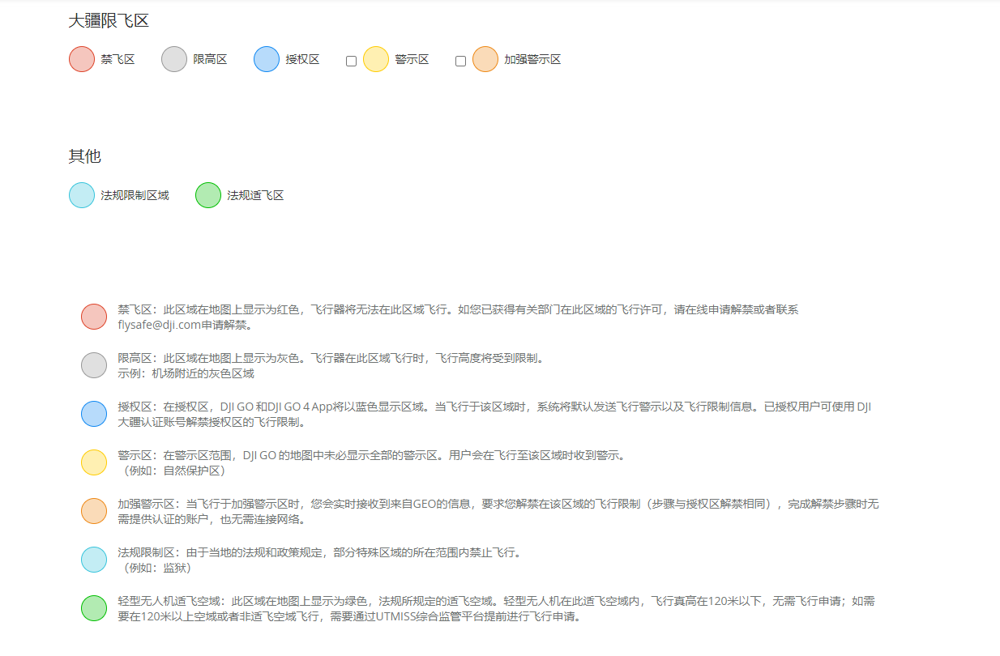 大疆限飞区
禁飞区 限高区 授权区 警示区 加强警示区
其他
法规限制区域 法规适飞区
禁飞区：此区域在地图上显示为红色，飞行器将无法在此区域飞行。如您已获得有关部门在此区域的飞行许可，请在线申请解禁或者联系
flysafe@dji.com申请解禁。
限高区：此区域在地图上显示为灰色。飞行器在此区域飞行时，飞行高度将受到限制。
示例：机场附近的灰色区域
授权区：在授权区，DJI GO 和DJI GO 4 App将以蓝色显示区域。当飞行于该区域时，系统将默认发送飞行警示以及飞行限制信息。已授权用户可使用 DJI
大疆认证账号解禁授权区的飞行限制。
警示区：在警示区范围，DJI GO 的地图中未必显示全部的警示区。用户会在飞行至该区域时收到警示。
（例如：自然保护区）
加强警示区：当飞行于加强警示区时，您会实时接收到来自GEO的信息，要求您解禁在该区域的飞行限制（步骤与授权区解禁相同），完成解禁步骤时无
需提供认证的账户，也无需连接网络。
法规限制区：由于当地的法规和政策规定，部分特殊区域的所在范围内禁止飞行。
（例如：监狱）
轻型无人机适飞空域：此区域在地图上显示为绿色，法规所规定的适飞空域。轻型无人机在此适飞空域内，飞行真高在120米以下，无需飞行申请；如需
要在120米以上空域或者非适飞空域飞行，需要通过UTMISS综合监管平台提前进行飞行申请。